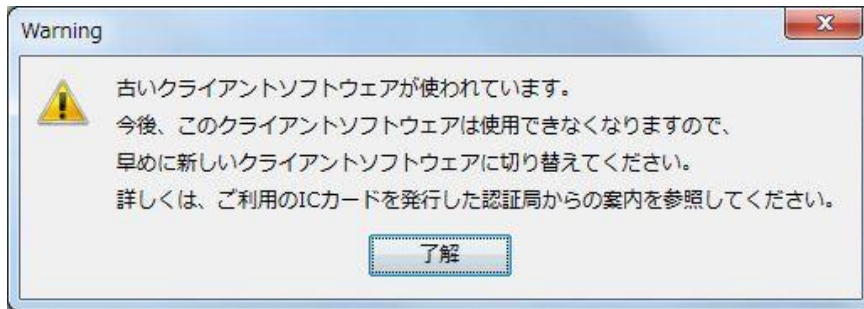 Warning
古いクライアントソフトウェアが使われています。
今後、このクライアントソフトウェアは使用できなくなりますので、
早めに新しいクライアントソフトウェアに切り替えてください。
詳しくは、ご利用のICカードを発行した認証局からの案内を参照してください。
了解